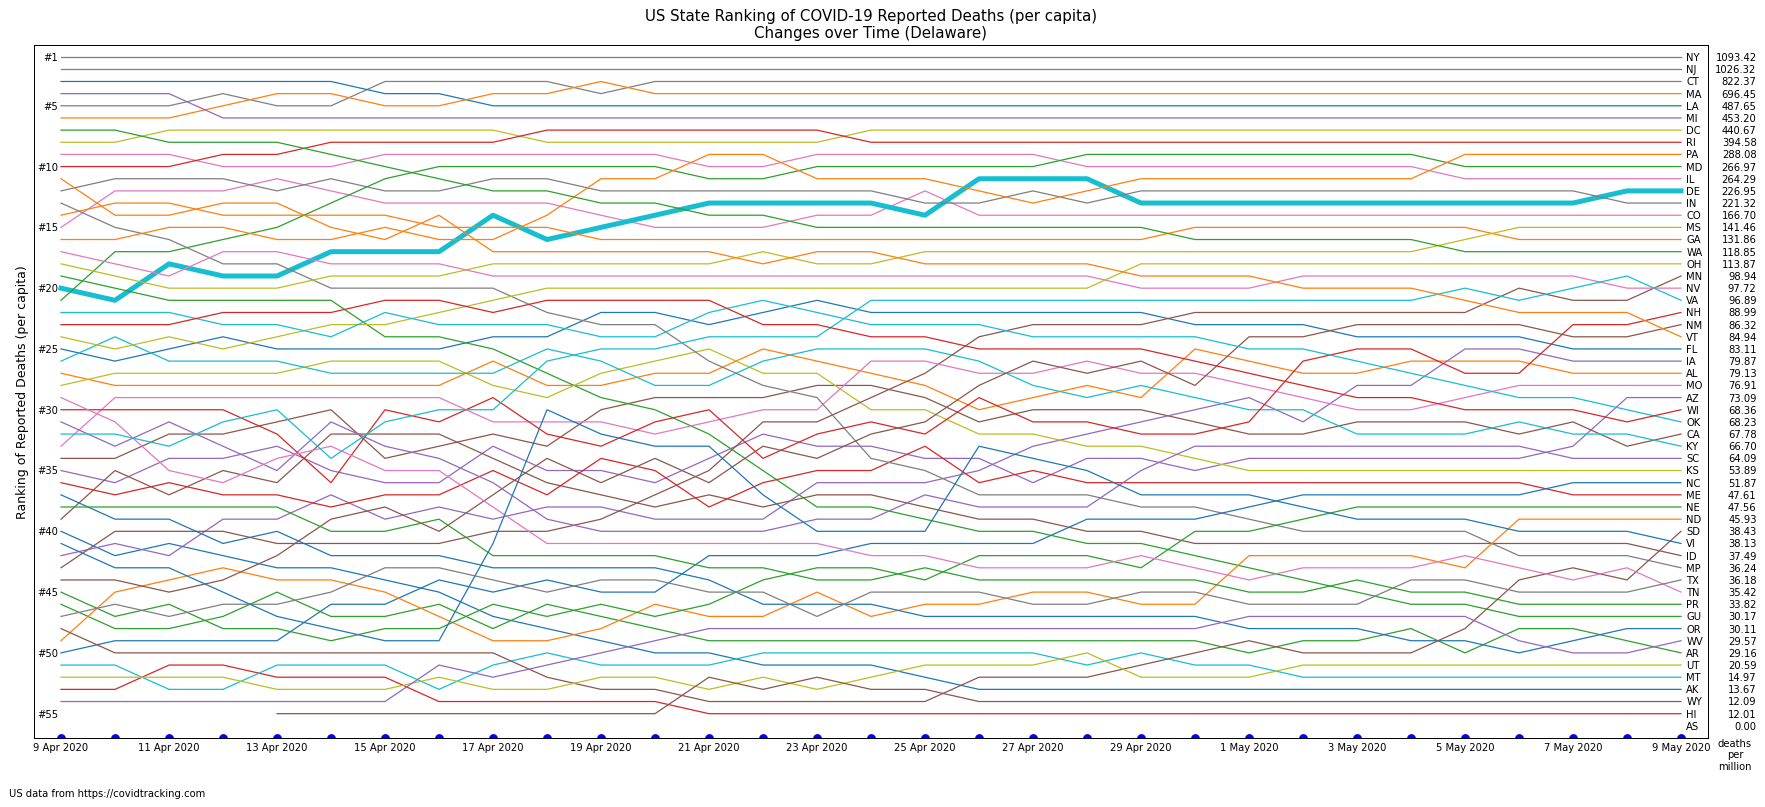 US State Ranking of COVID-19 Reported Deaths (per capita)
Changes over Time (Delaware)
Ranking of Reported Deaths (per capita)
#1
#5
#10
#15
#20
#25
#30
#35
#40
#45
#50
#55
NY 1093.42
NJ 1026.32
CT 822.37
MA 696.45
LA 487.65
MI 453.20
DC 440.67
RI 394.58
PA 288.08
MD 266.97
IL 264.29
DE 226.95
IN 221.32
CO 166.70
MS 141.46
GA 131.86
WA 118.85
OH 113.87
MN 98.94
NV 97.72
VA 96.89
NH 88.99
NM 86.32
VT 84.94
FL 83.11
IA 79.87
AL 79.13
MO 76.91
AZ 73.09
WI 68.36
OK 68.23
CA 67.78
KY 66.70
SC 64.09
KS 53.89
NC 51.87
ME 47.61
NE 47.56
ND 45.93
SD 38.43
VI 38.13
ID 37.49
MP 36.24
TX 36.18
TN 35.42
PR 33.82
GU 30.17
OR 30.11
WV 29.57
AR 29.16
UT 20.59
MT 14.97
AK 13.67
WY 12.09
HI 12.01
AS 0.00
9 Apr 2020 11 Apr 2020 13 Apr 2020 15 Apr 2020 17 Apr 2020 19 Apr 2020 21 Apr 2020 23 Apr 2020 25 Apr 2020 27 Apr 2020 29 Apr 2020 1 May 2020 3 May 2020 5 May 2020 7 May 2020 9 May 2020
deaths
per
million
US data from https://covidtracking.com